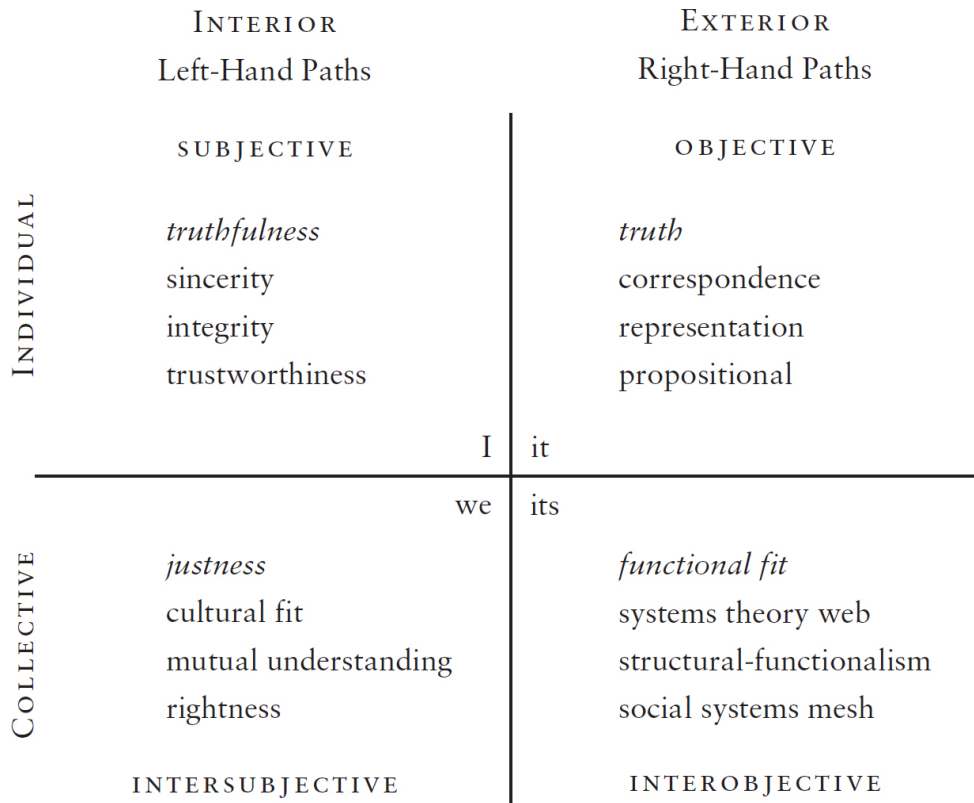 INTERIOR
Left-Hand Paths
EXTERIOR
Right-Hand Paths
INDIVIDUAL
SUBJECTIVE
truthfulness
sincerity
integrity
trustworthiness
I
OBJECTIVE
truth
correspondence
representation
propositional
it
COLLECTIVE
we
justness
cultural fit
mutual understanding
rightness
INTERSUBJECTIVE
its
functional fit
systems theory web
structural-functionalism
social systems mesh
INTEROBJECTIVE